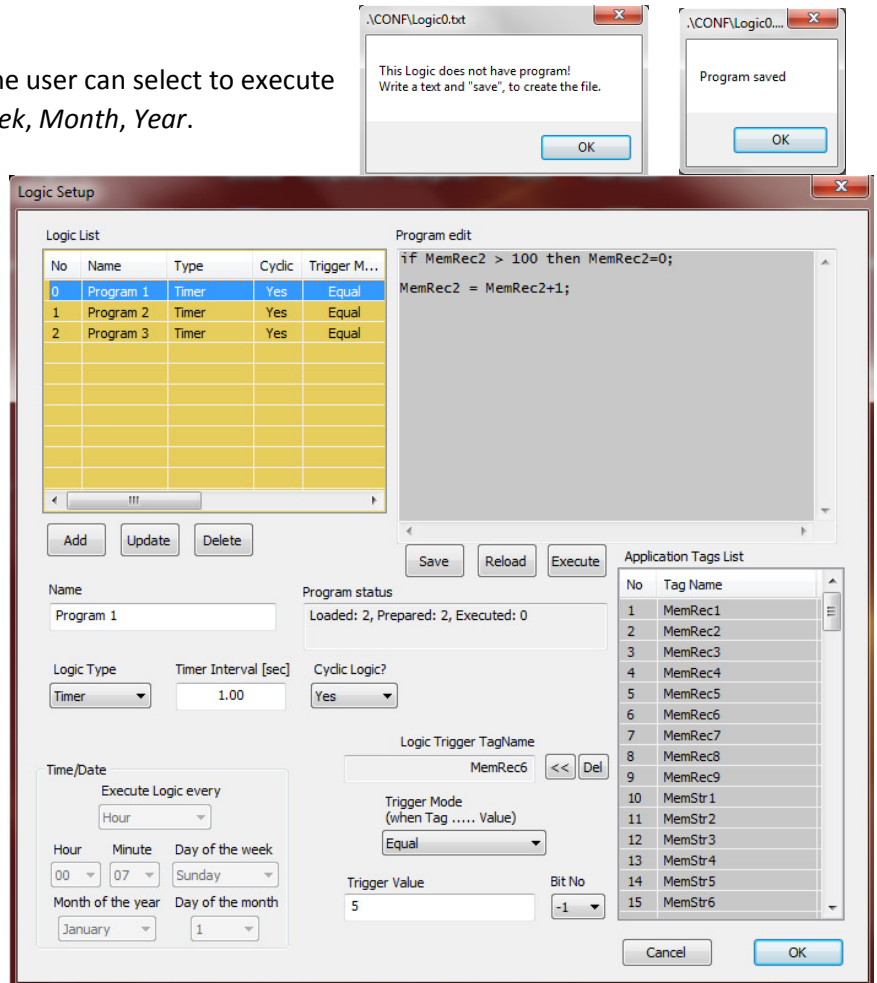 .\CONF\Logic0.txt
This Logic does not have program!
Write a text and "save", to create the file.
OK
.\CONF\Logic0....
Program saved
OK
user can select to execute
Month, Year.
Logic Setup
Logic List
No Name Type Cyclic Trigger M...
0 Program 1 Timer Yes Equal
1 Program 2 Timer Yes Equal
2 Program 3 Timer Yes Equal
Add Update Delete
Program edit
if MemRec2 > 100 then MemRec2=0;
MemRec2 = MemRec2+1;
Save Reload Execute
Name
Program 1
Program status
Loaded: 2, Prepared: 2, Executed: 0
Logic Type Timer Interval [sec] Cyclic Logic?
Timer 1.00 Yes
Time/Date
Execute Logic every
Hour
Hour Minute Day of the week
00 07 Sunday
Month of the year Day of the month
January 1
Logic Trigger TagName
MemRec6 << Del
Trigger Mode
(when Tag ..... Value)
Equal
Trigger Value Bit No
5 -1
Application Tags List
No Tag Name
1 MemRec1
2 MemRec2
3 MemRec3
4 MemRec4
5 MemRec5
6 MemRec6
7 MemRec7
8 MemRec8
9 MemRec9
10 MemStr1
11 MemStr2
12 MemStr3
13 MemStr4
14 MemStr5
15 MemStr6
Cancel OK